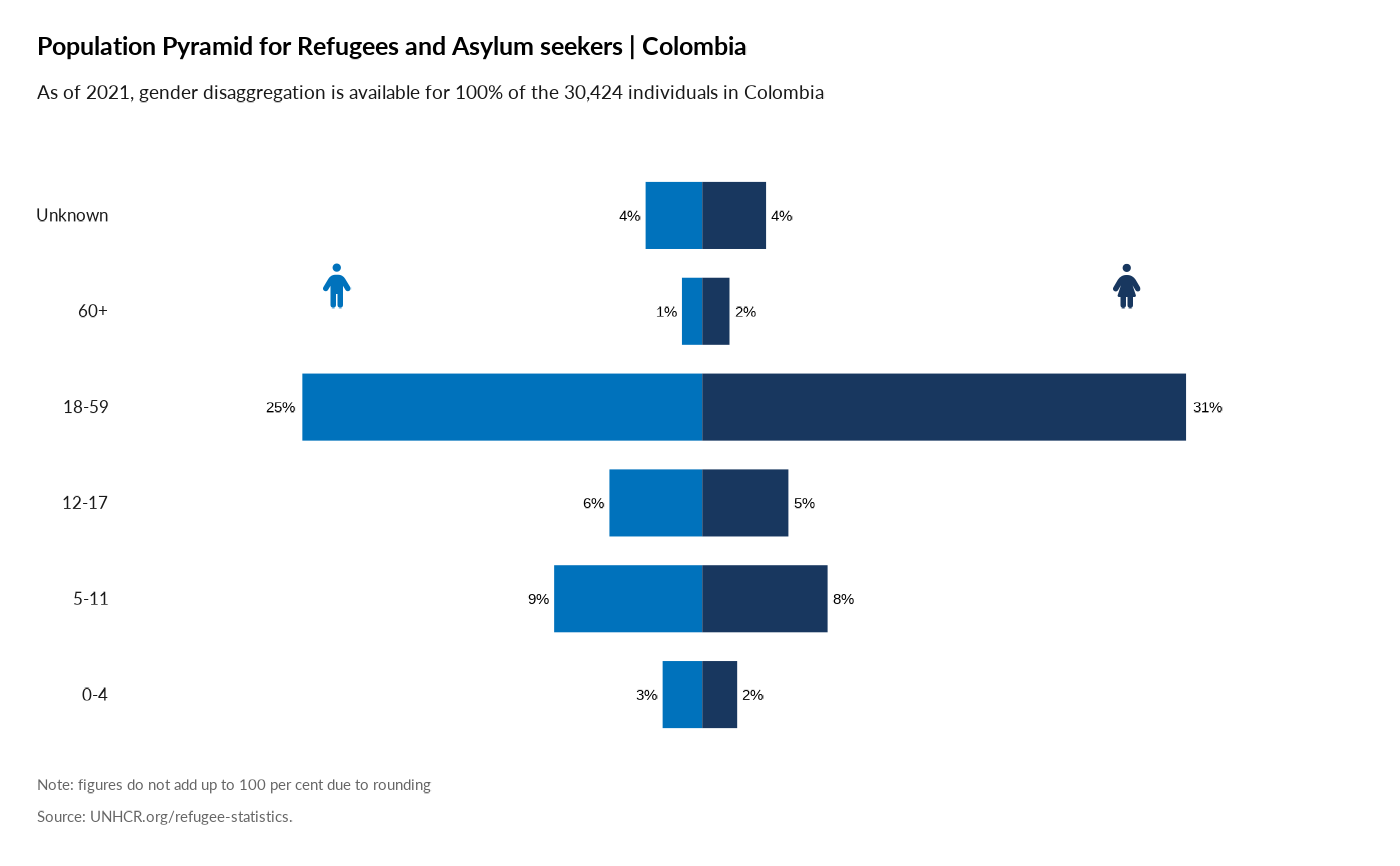 Population Pyramid for Refugees and Asylum seekers | Colombia
As of 2021, gender disaggregation is available for 100% of the 30,424 individuals in Colombia
Unknown 4% 4%
60+ 1% 2%
18-59 25% 31%
12-17 6% 5%
5-11 9% 8%
0-4 3% 2%
Note: figures do not add up to 100 per cent due to rounding
Source: UNHCR.org/refugee-statistics.